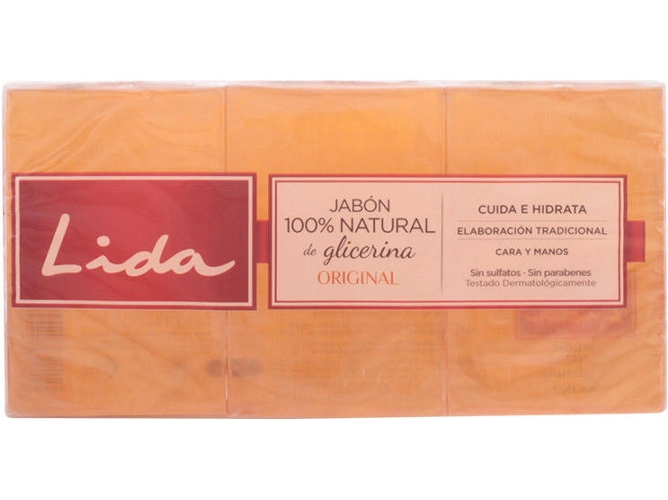 Lida
JABÓN
100% NATURAL
de glicerina
ORIGINAL
CUIDA E HIDRATA
ELABORACIÓN TRADICIONAL
CARA Y MANOS
Sin sulfatos · Sin parabenes
Testado Dermatológicamente